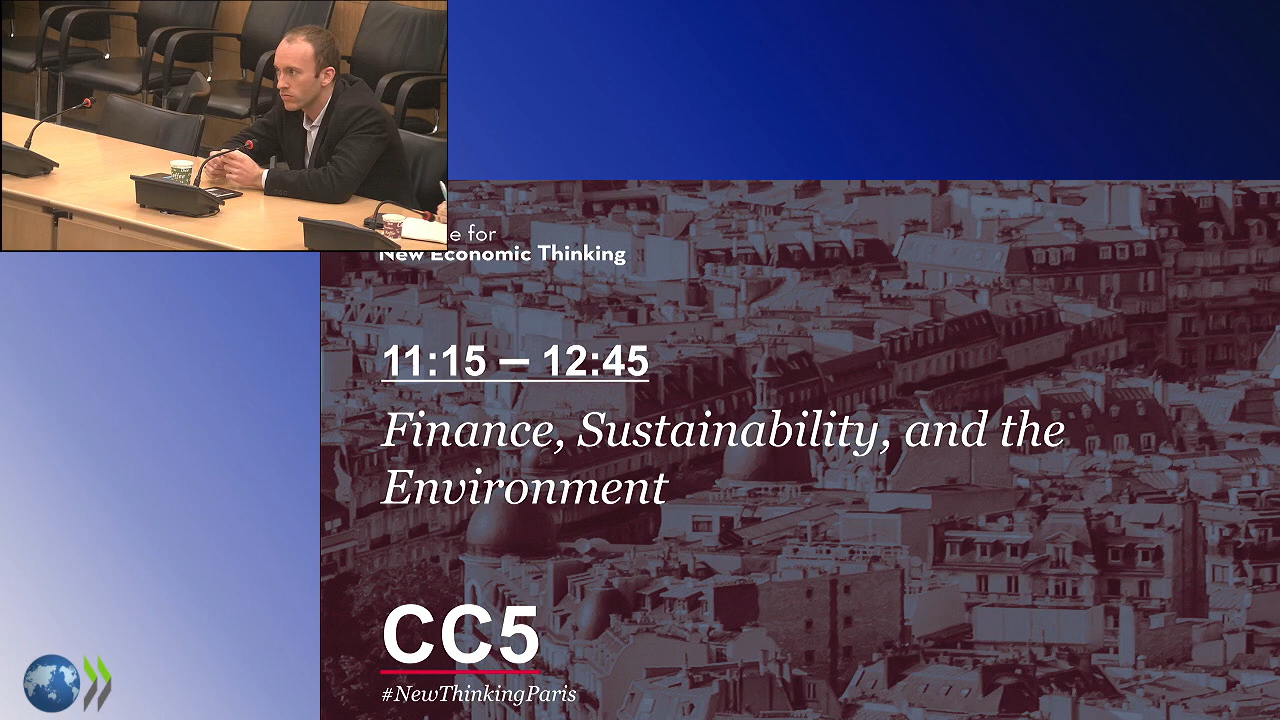 e for
New Economic Thinking
11:15 – 12:45
Finance, Sustainability, and the
Environment
CC5
#NewThinkingParis